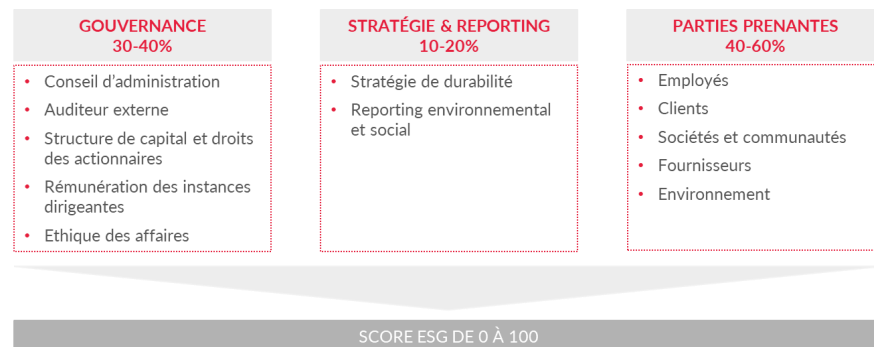 GOUVERNANCE
30-40%
• Conseil d’administration
• Auditeur externe
• Structure de capital et droits
des actionnaires
• Rémunération des instances
dirigeantes
• Ethique des affaires
STRATÉGIE & REPORTING
10-20%
• Stratégie de durabilité
• Reporting environnemental
et social
PARTIES PRENANTES
40-60%
• Employés
• Clients
• Sociétés et communautés
• Fournisseurs
• Environnement
SCORE ESG DE 0 À 100